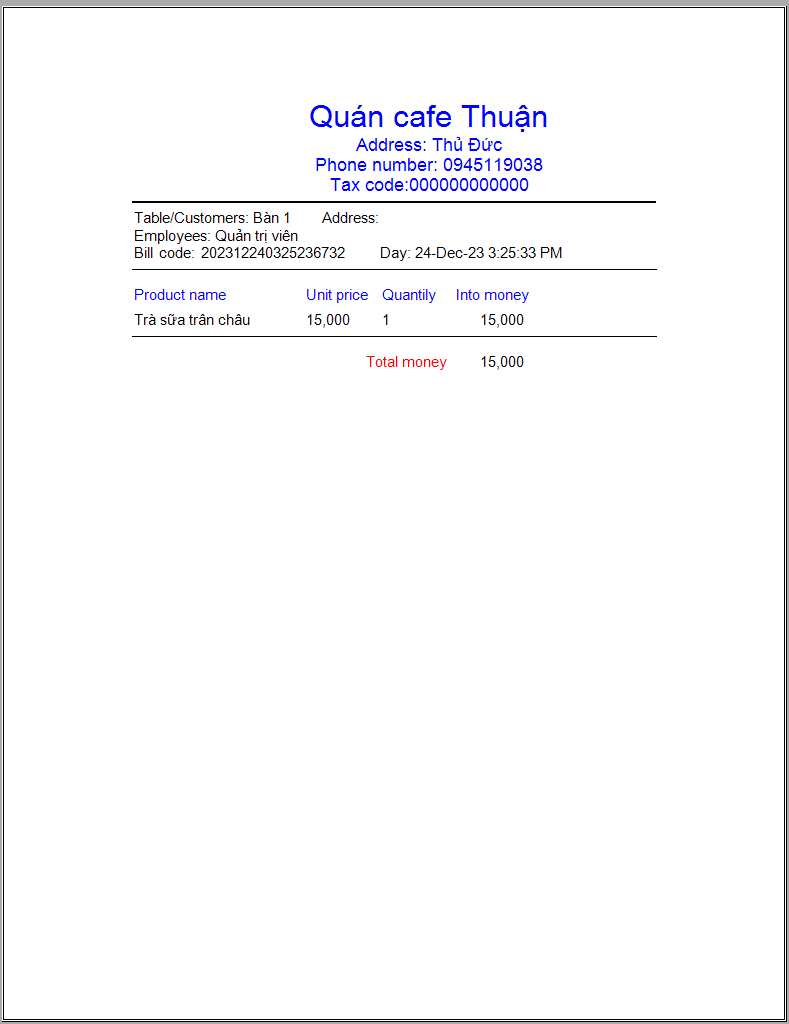 Quán cafe Thuận
Address: Thủ Đức
Phone number: 0945119038
Tax code:000000000000
Table/Customers: Bàn 1 Address:
Employees: Quản trị viên
Bill code: 202312240325236732 Day: 24-Dec-23 3:25:33 PM
Product name Unit price Quantily Into money
Trà sữa trân châu 15,000 1 15,000
Total money 15,000